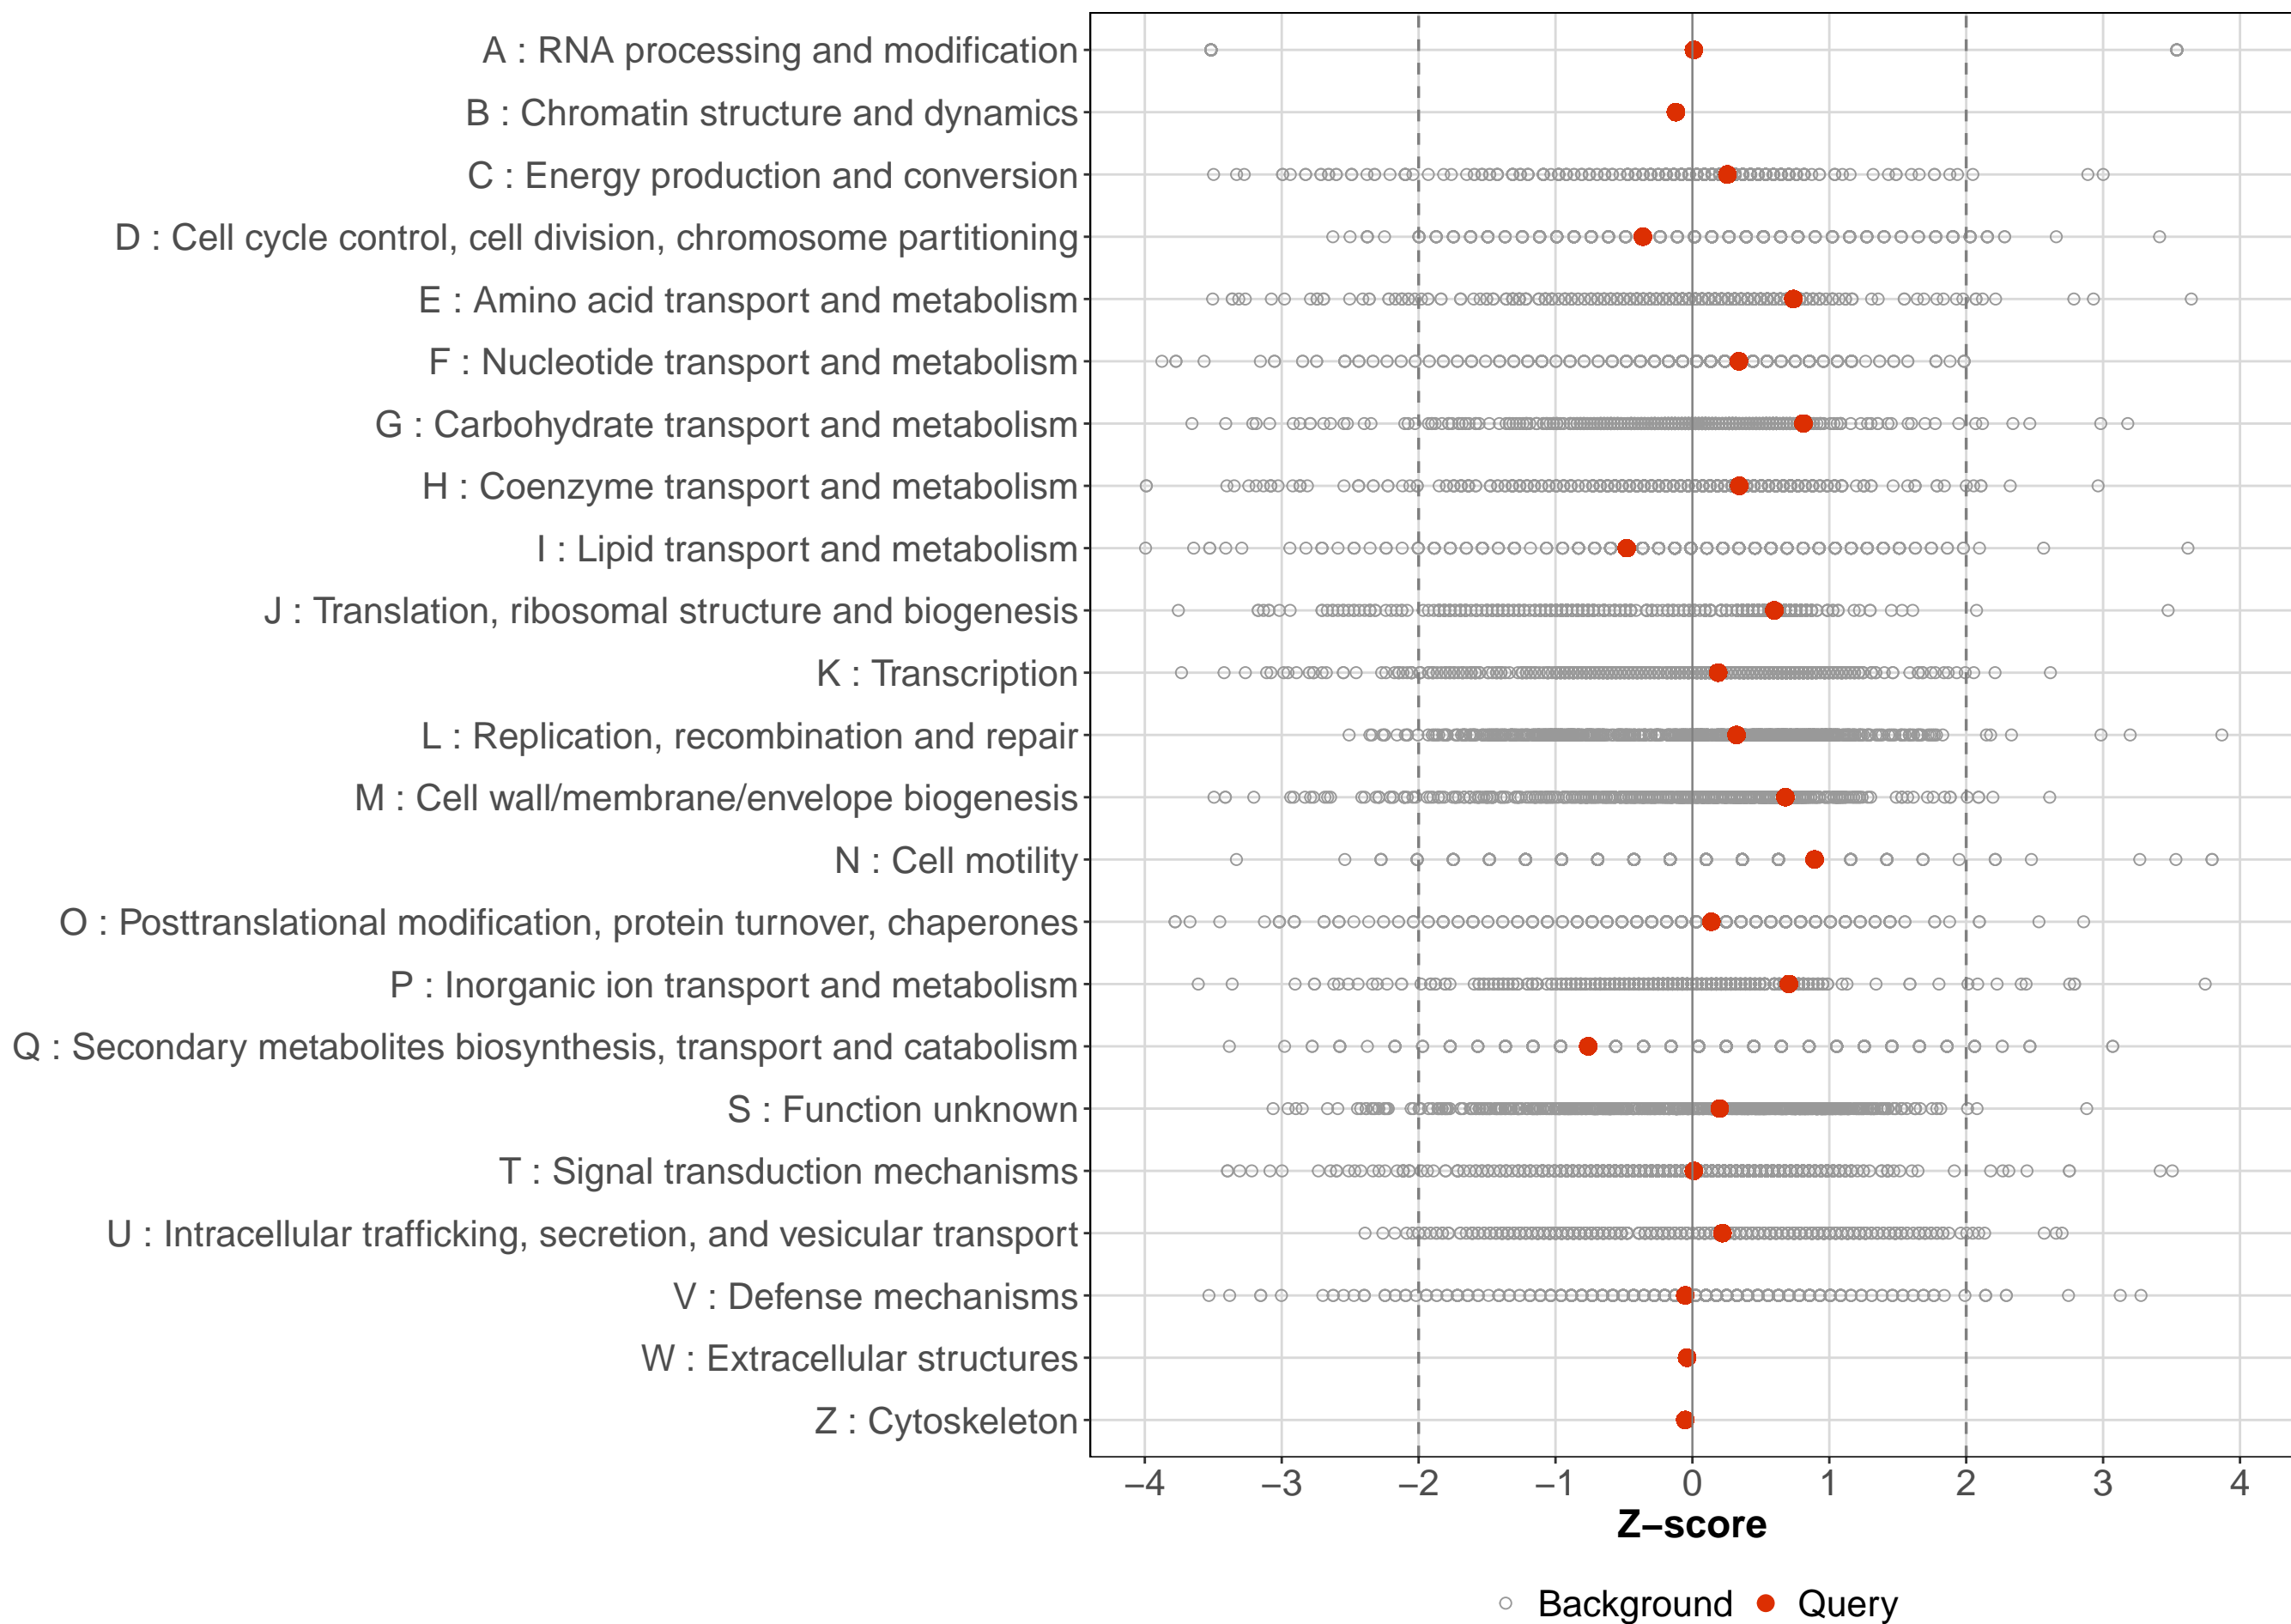 A : RNA processing and modification
B : Chromatin structure and dynamics
C : Energy production and conversion
D : Cell cycle control, cell division, chromosome partitioning
E : Amino acid transport and metabolism
F : Nucleotide transport and metabolism
G : Carbohydrate transport and metabolism
H : Coenzyme transport and metabolism
I : Lipid transport and metabolism
J : Translation, ribosomal structure and biogenesis
K : Transcription
L : Replication, recombination and repair
M : Cell wall/membrane/envelope biogenesis
N : Cell motility
O : Posttranslational modification, protein turnover, chaperones
P : Inorganic ion transport and metabolism
Q : Secondary metabolites biosynthesis, transport and catabolism
S : Function unknown
T : Signal transduction mechanisms
U : Intracellular trafficking, secretion, and vesicular transport
V : Defense mechanisms
W : Extracellular structures
Z : Cytoskeleton
−4 −3 −2 −1 0 1 2 3 4
Z−score
Background Query